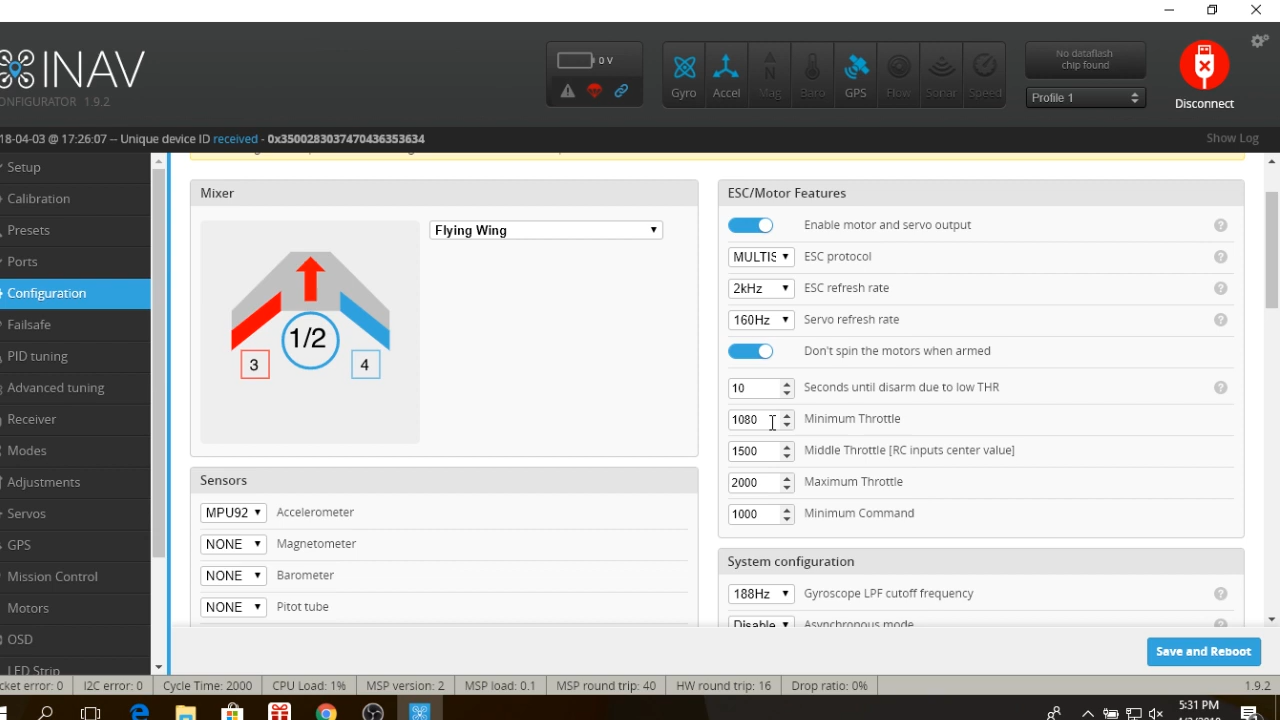 INAV
ONFIGURATOR 1.9.2
0 V
Gyro Accel Mag Baro GPS Flow Sonar Speed
No dataflash
chip found
Profile 1
Disconnect
18-04-03 @ 17:26:07 -- Unique device ID received - 0x3500283037470436353634
Show Log
Setup
Calibration
Presets
Ports
Configuration
Failsafe
PID tuning
Advanced tuning
Receiver
Modes
Adjustments
Servos
GPS
Mission Control
Motors
OSD
LED Strip
Mixer
Flying Wing
1/2
3
4
Sensors
MPU92 Accelerometer
NONE Magnetometer
NONE Barometer
NONE Pitot tube
ESC/Motor Features
Enable motor and servo output
MULTIS ESC protocol
2kHz ESC refresh rate
160Hz Servo refresh rate
Don't spin the motors when armed
10 Seconds until disarm due to low THR
1080 Minimum Throttle
1500 Middle Throttle [RC inputs center value]
2000 Maximum Throttle
1000 Minimum Command
System configuration
188Hz Gyroscope LPF cutoff frequency
Disable Asynchronous mode
Save and Reboot
cket error: 0 I2C error: 0 Cycle Time: 2000 CPU Load: 1% MSP version: 2 MSP load: 0.1 MSP round trip: 40 HW round trip: 16 Drop ratio: 0% 1.9.2
5:31 PM